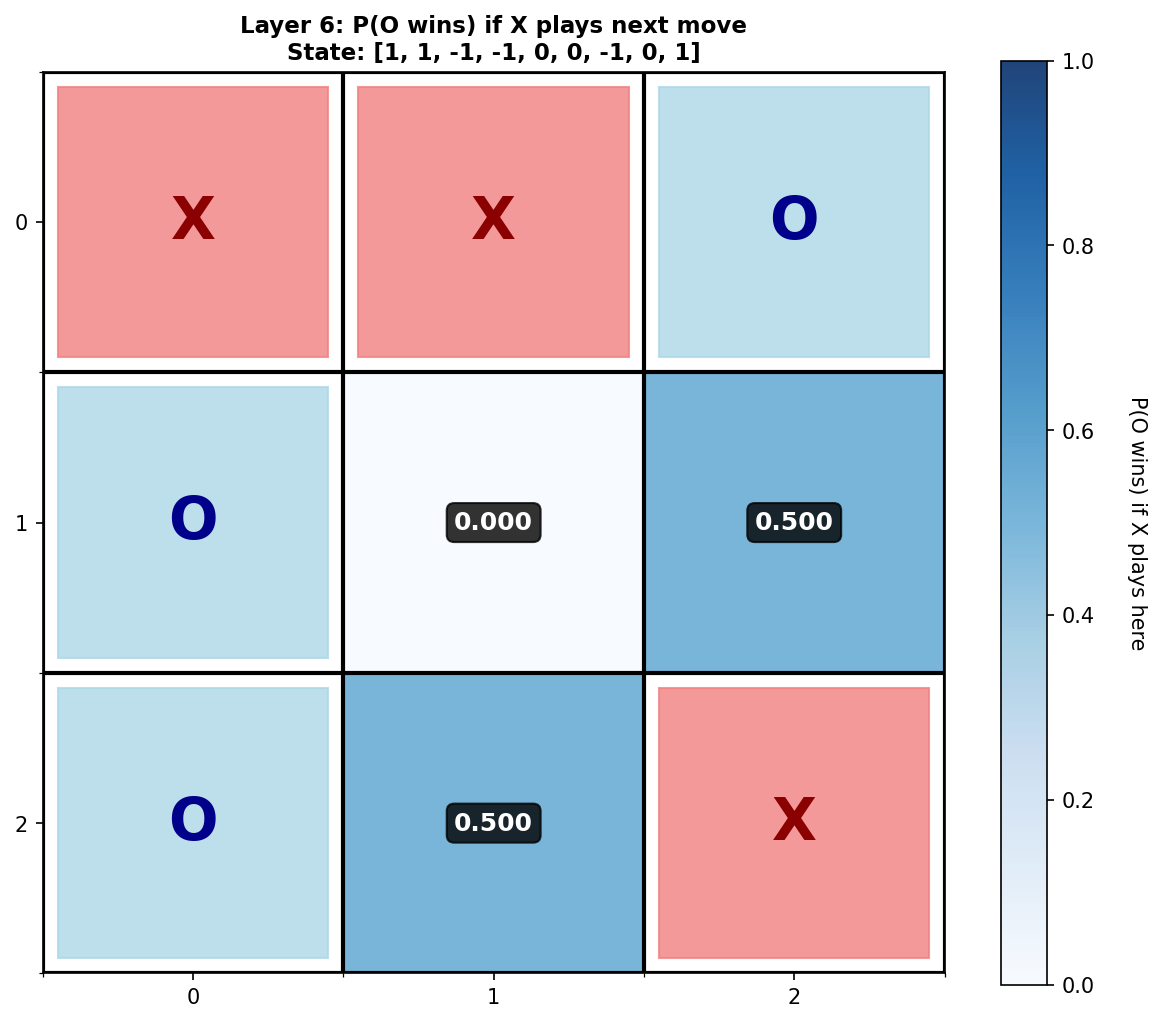 Layer 6: P(O wins) if X plays next move
State: [1, 1, -1, -1, 0, 0, -1, 0, 1]
X X O
O 0.000 0.500
O 0.500 X
0
1
2
0 1 2
1.0
0.8
0.6
0.4
0.2
0.0
P(O wins) if X plays here